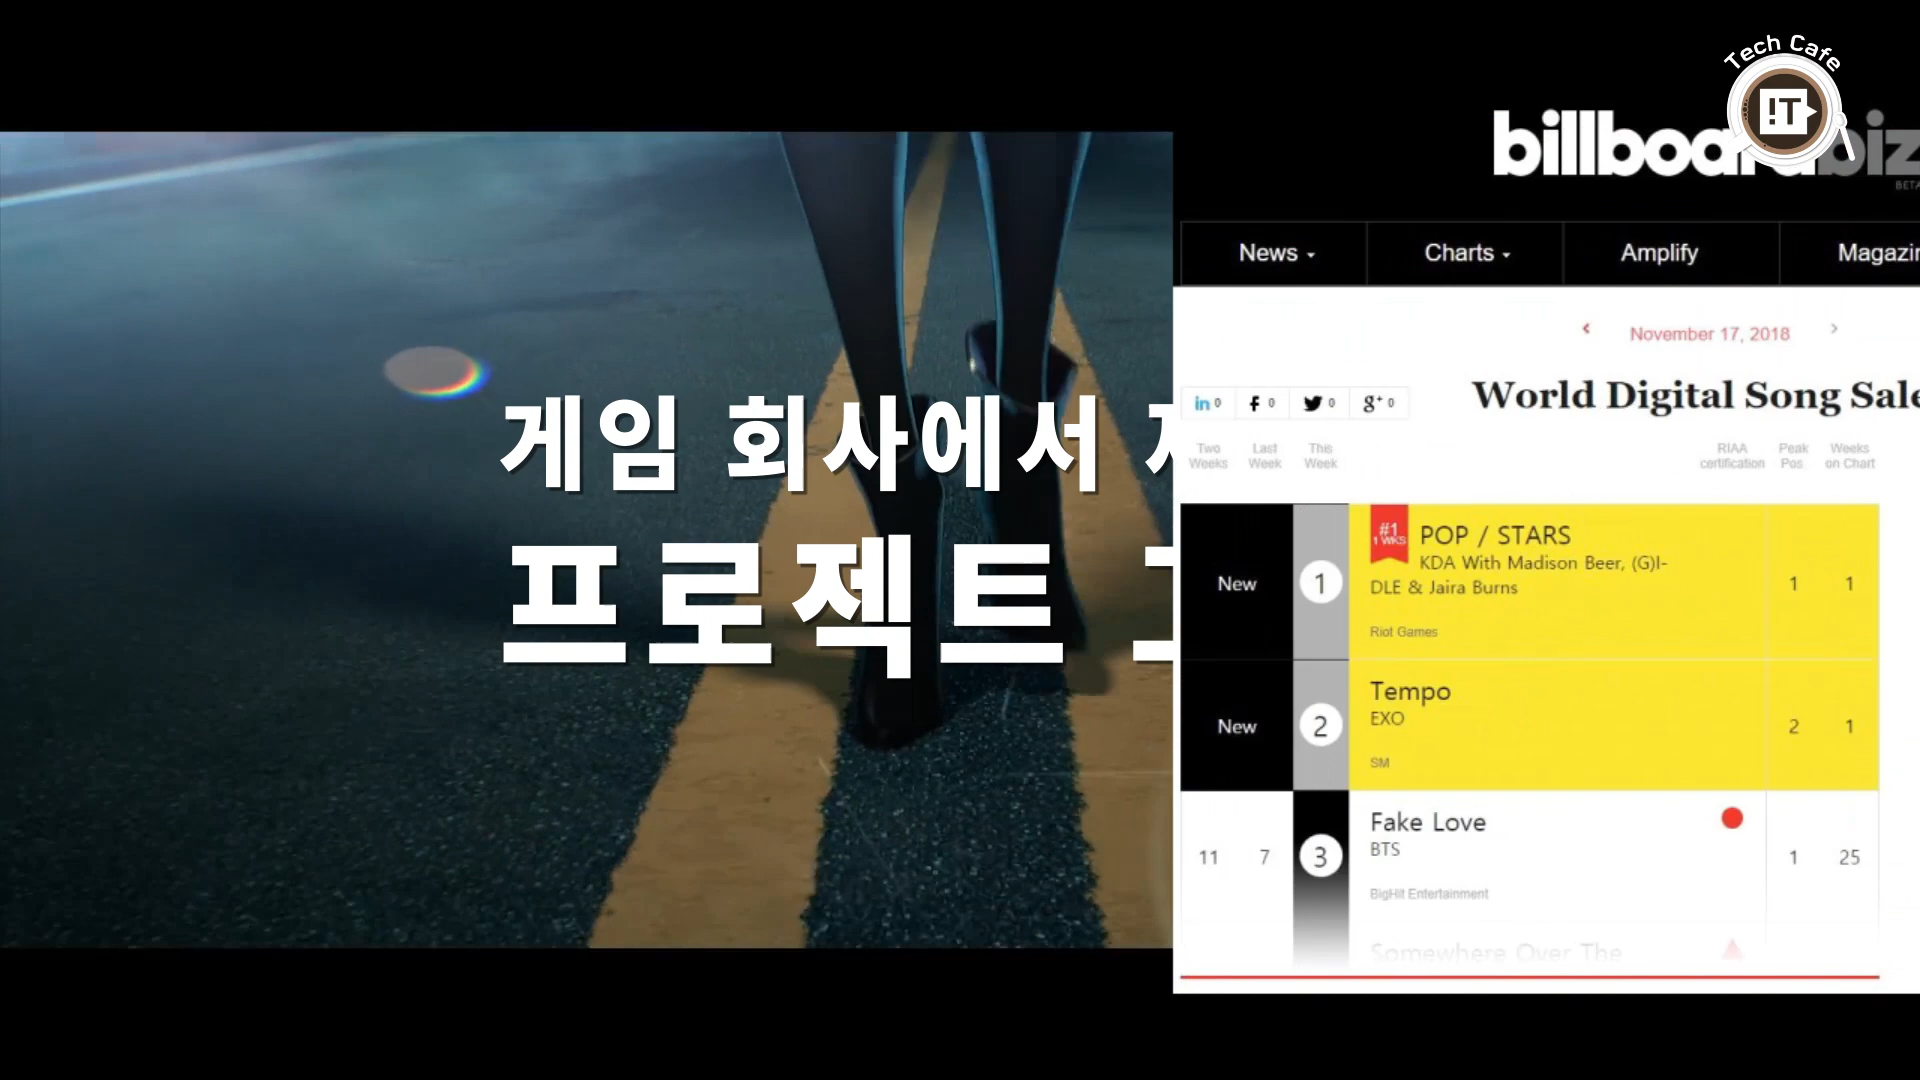 Tech Cafe
!T
billboardbiz
BETA
News Charts Amplify
November 17, 2018
World Digital Song
in 0 f 0 0 g+ 0
Two Weeks Last Week This Week RIAA certification Peak Pos Weeks on Chart
게임 회사에서
프로젝트
New 1 #1 1 WKS POP / STARS 1 1
KDA With Madison Beer, (G)I-
DLE & Jaira Burns
Riot Games
New 2 Tempo 2 1
EXO
SM
11 7 3 Fake Love 1 25
BTS
BigHit Entertainment
Somewhere Over The